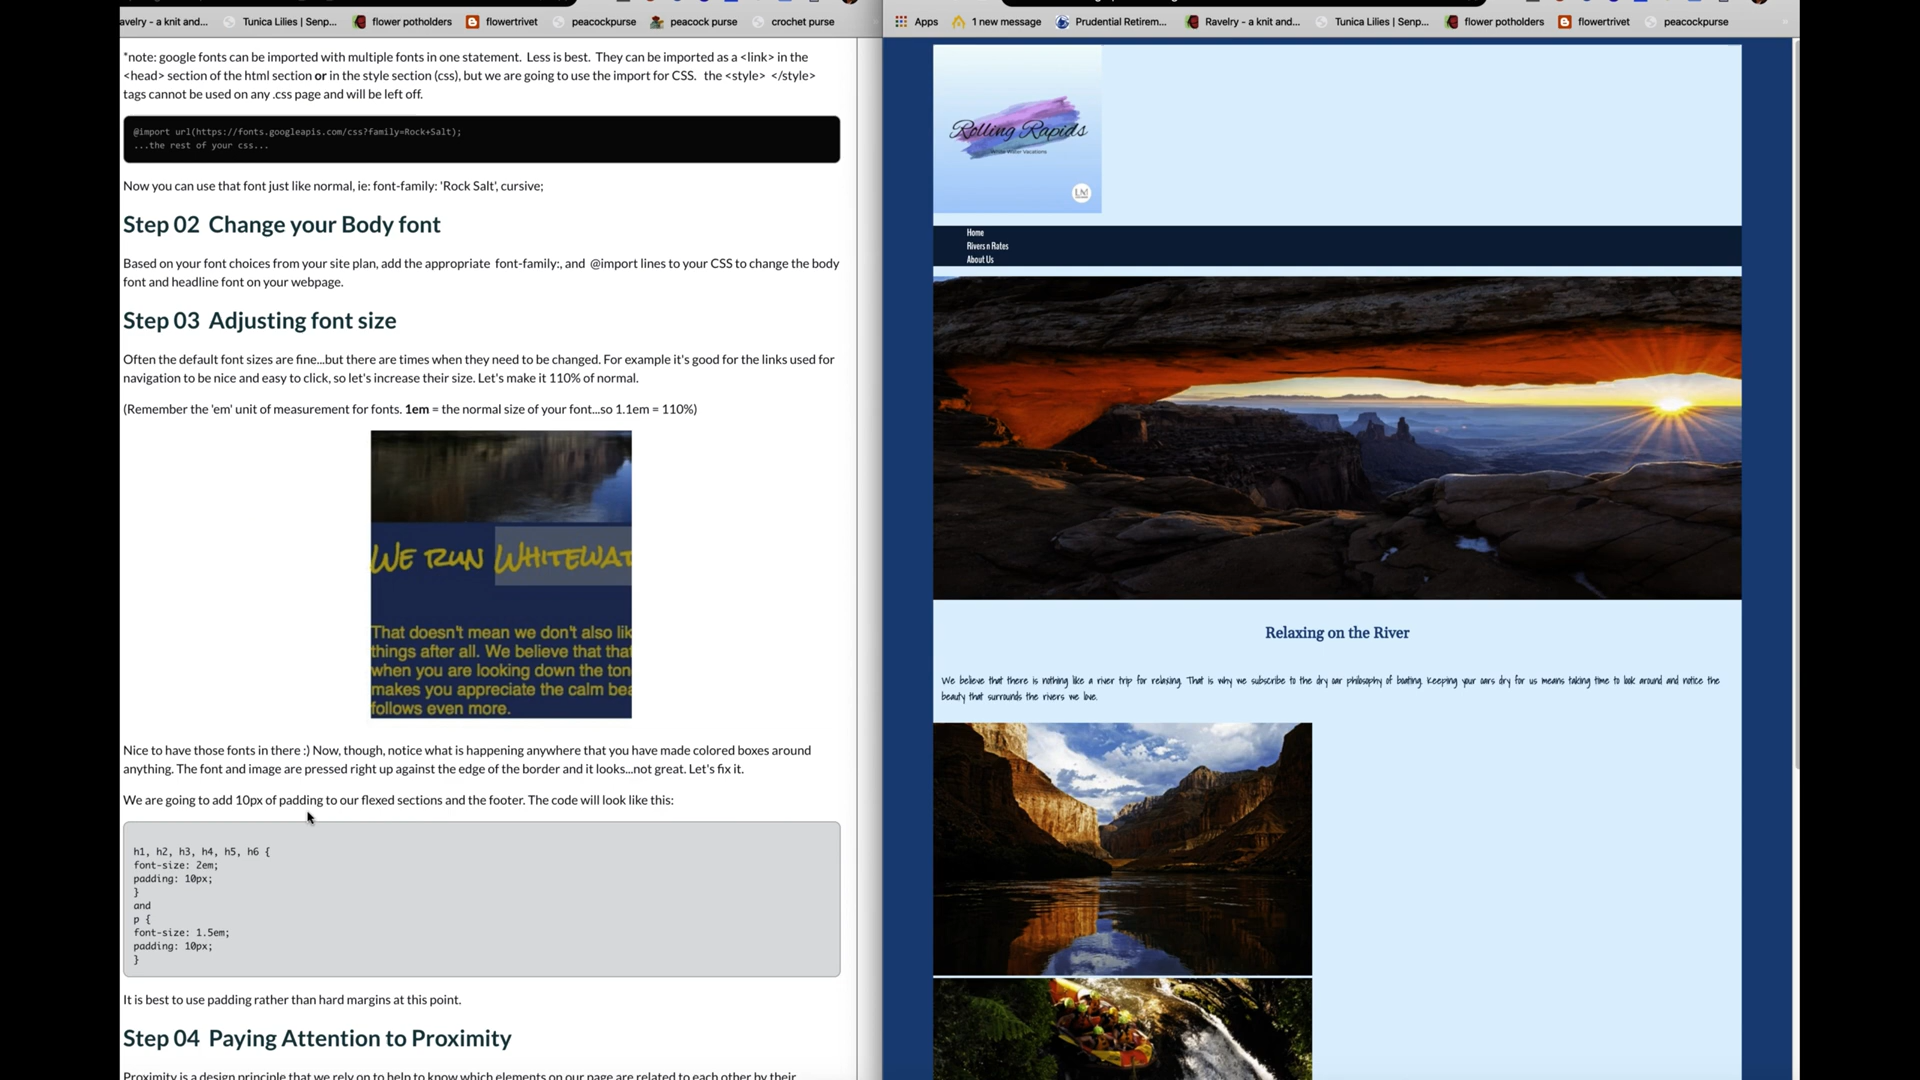 avelry - a knit and...
Tunica Lilies | Senp...
flower potholders
flowertrivet
peacockpurse
peacock purse
crochet purse
*note: google fonts can be imported with multiple fonts in one statement. Less is best. They can be imported as a <link> in the
<head> section of the html section or in the style section (css), but we are going to use the import for CSS. the <style> </style>
tags cannot be used on any .css page and will be left off.
@import url(https://fonts.googleapis.com/css?family=Rock+Salt);
...the rest of your css...
Now you can use that font just like normal, ie: font-family: 'Rock Salt', cursive;
Step 02 Change your Body font
Based on your font choices from your site plan, add the appropriate font-family:, and @import lines to your CSS to change the body
font and headline font on your webpage.
Step 03 Adjusting font size
Often the default font sizes are fine...but there are times when they need to be changed. For example it's good for the links used for
navigation to be nice and easy to click, so let's increase their size. Let's make it 110% of normal.
(Remember the 'em' unit of measurement for fonts. 1em = the normal size of your font...so 1.1em = 110%)
WE RUN WHITEWAT
That doesn't mean we don't also lik
things after all. We believe that that
when you are looking down the ton
makes you appreciate the calm bea
follows even more.
Nice to have those fonts in there :) Now, though, notice what is happening anywhere that you have made colored boxes around
anything. The font and image are pressed right up against the edge of the border and it looks...not great. Let's fix it.
We are going to add 10px of padding to our flexed sections and the footer. The code will look like this:
h1, h2, h3, h4, h5, h6 {
font-size: 2em;
padding: 10px;
}
and
p {
font-size: 1.5em;
padding: 10px;
}
It is best to use padding rather than hard margins at this point.
Step 04 Paying Attention to Proximity
Proximity is a design principle that we rely on to help to know which elements on our page are related to each other by their
Apps
1 new message
Prudential Retirem...
Ravelry - a knit and...
Tunica Lilies | Senp...
flower potholders
flowertrivet
peacockpurse
Rolling Rapids
White Water Vacations
LM
Home
Rivers n Rates
About Us
Relaxing on the River
We believe that there is nothing like a river trip for relaxing. That is why we subscribe to the dry oar philosophy of boating. Keeping your oars dry for us means taking time to look around and notice the
beauty that surrounds the rivers we love.